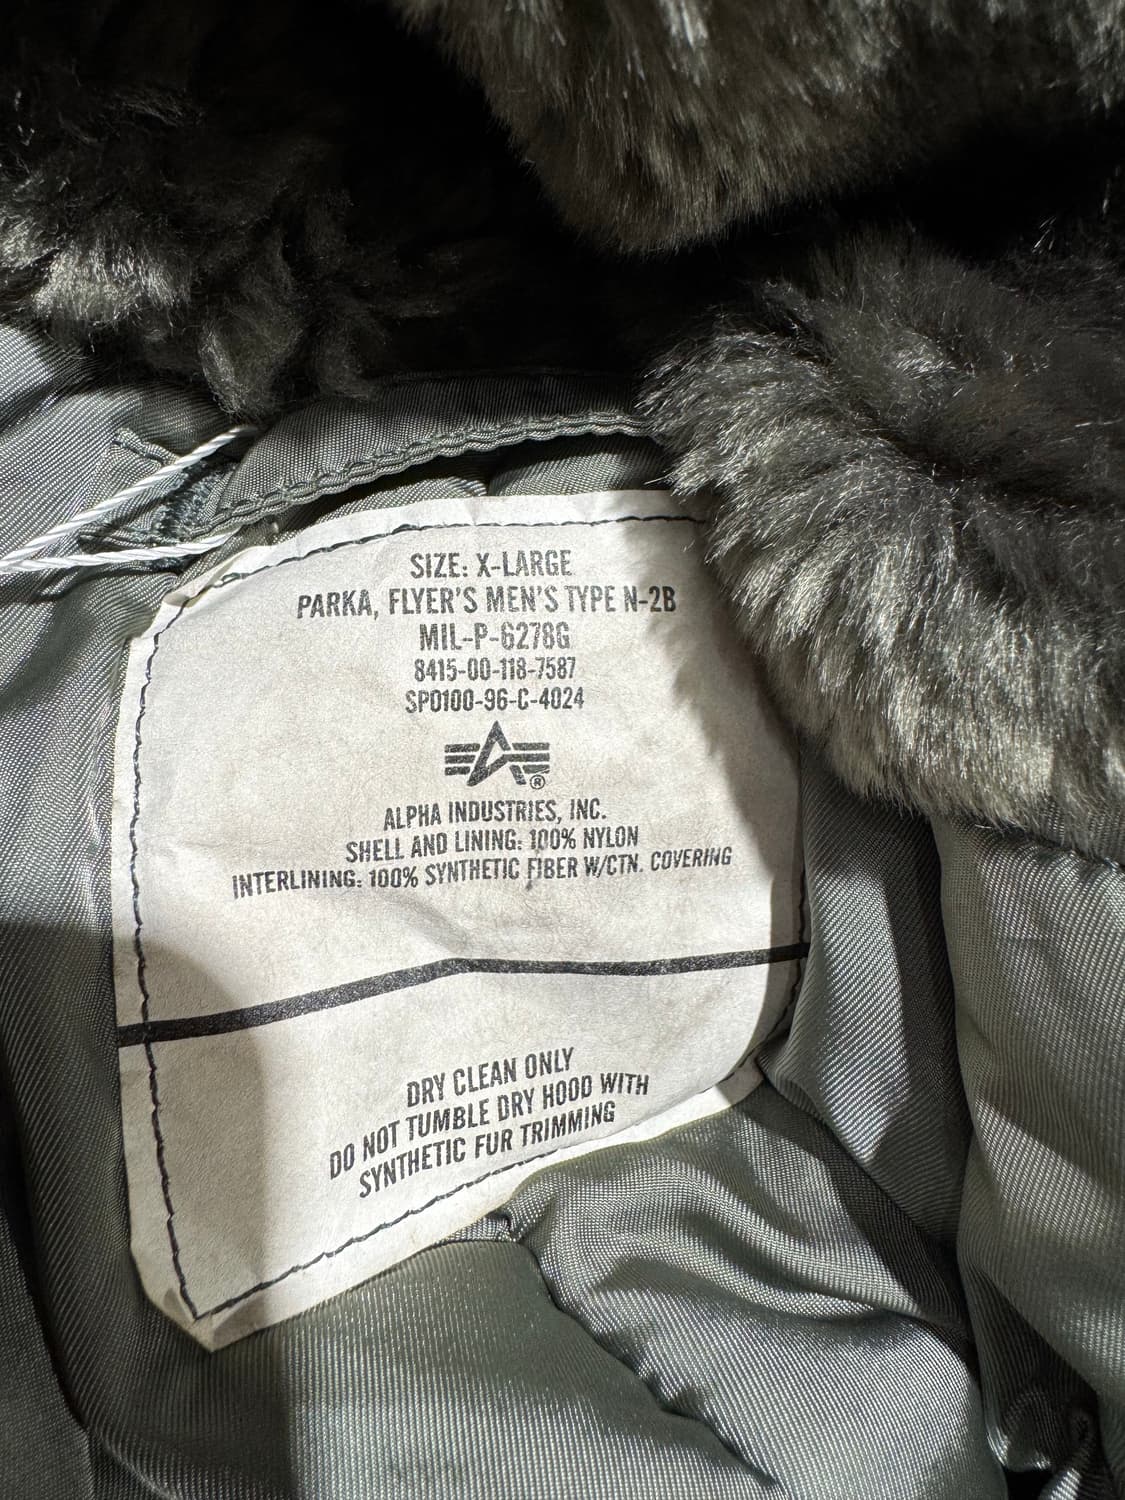 SIZE: X-LARGE
PARKA, FLYER'S MEN'S TYPE N-2B
MIL-P-6278G
8415-00-118-7587
SPO100-96-C-4024
®
ALPHA INDUSTRIES, INC.
SHELL AND LINING: 100% NYLON
INTERLINING: 100% SYNTHETIC FIBER W/CTN. COVERING
DRY CLEAN ONLY
DO NOT TUMBLE DRY HOOD WITH
SYNTHETIC FUR TRIMMING